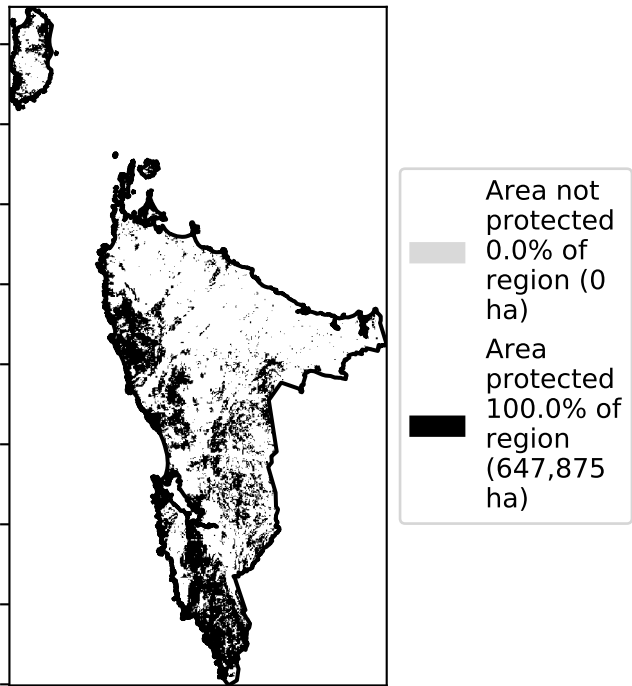 Area not
protected
0.0% of
region (0
ha)
Area
protected
100.0% of
region
(647,875
ha)